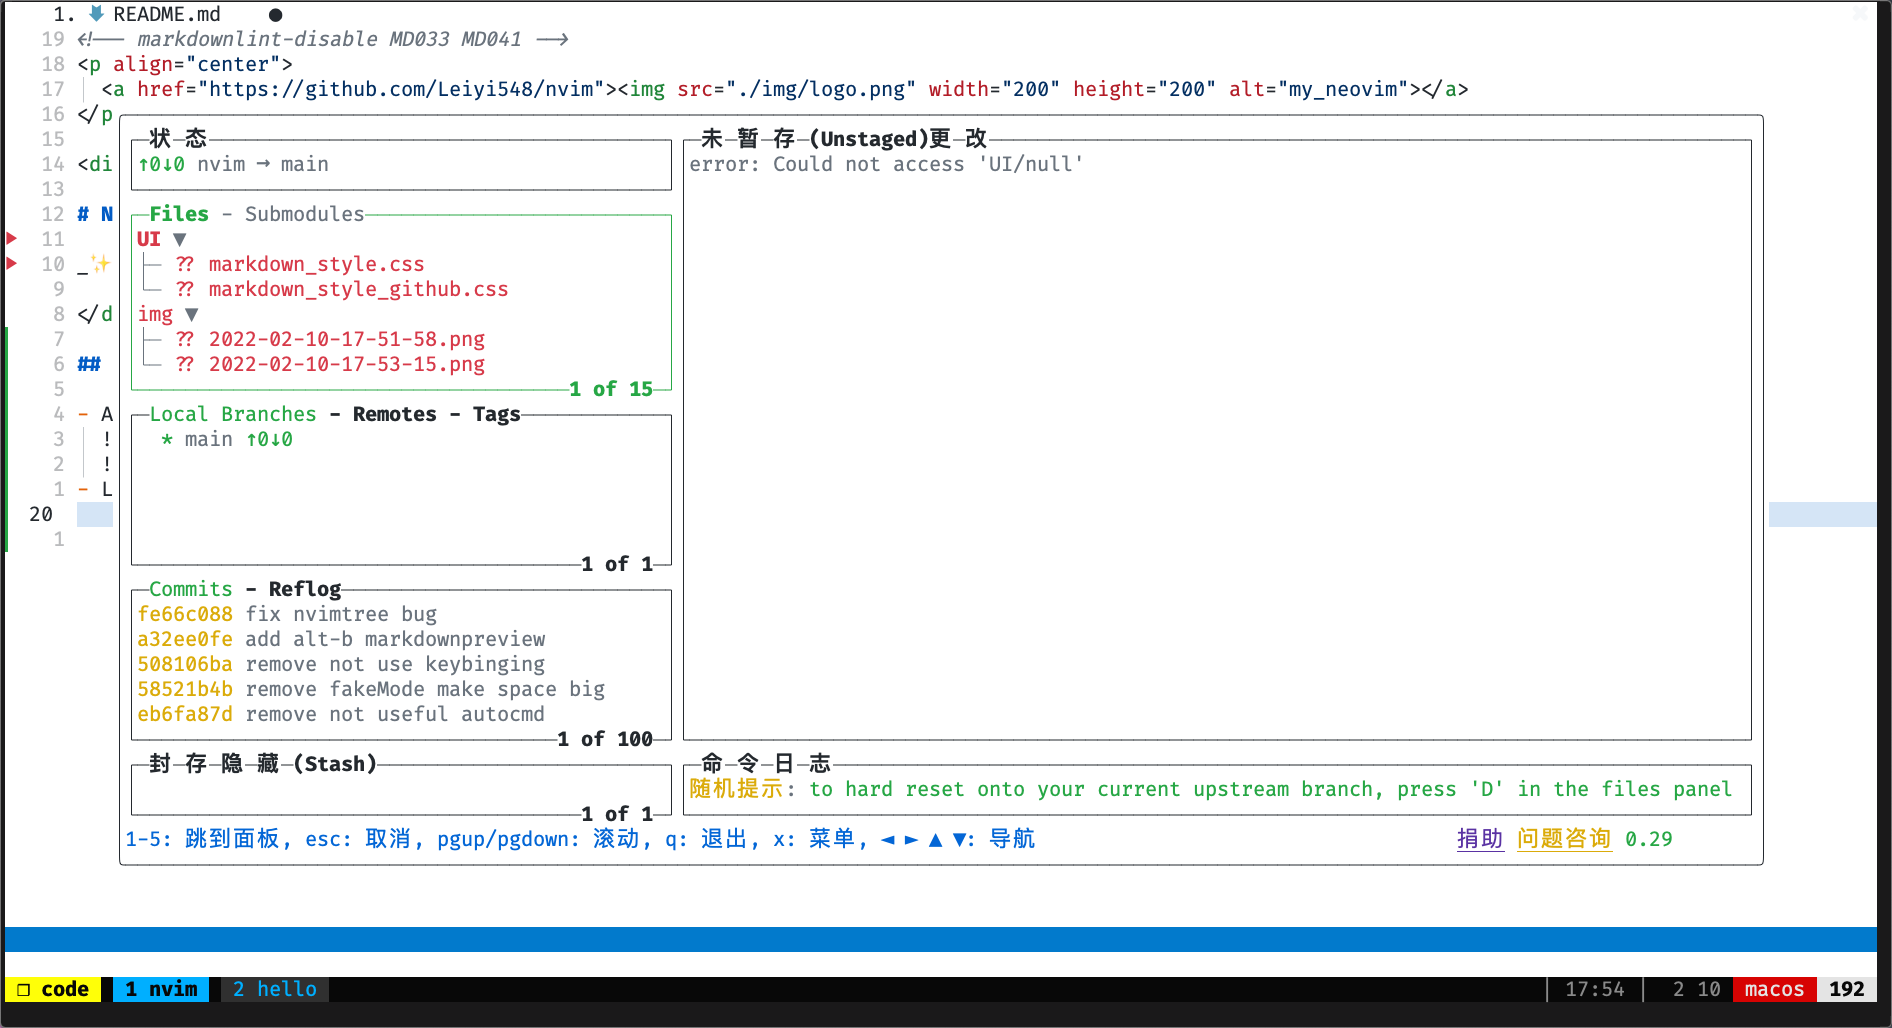 1. README.md ●
19 <!-- markdownlint-disable MD033 MD041 -->
18 <p align="center">
17 <a href="https://github.com/Leiyi548/nvim"><img src="./img/logo.png" width="200" height="200" alt="my_neovim"></a>
16 </p
15
14 <di
13
12 # N
11
10 _✨
9
8 </d
7
6 ##
5
4 - A
3 !
2 !
1 - L
20
1
状态
↑0↓0 nvim → main
Files - Submodules
UI ▼
?? markdown_style.css
?? markdown_style_github.css
img ▼
?? 2022-02-10-17-51-58.png
?? 2022-02-10-17-53-15.png
1 of 15
Local Branches - Remotes - Tags
* main ↑0↓0
1 of 1
Commits - Reflog
fe66c088 fix nvimtree bug
a32ee0fe add alt-b markdownpreview
508106ba remove not use keybinging
58521b4b remove fakeMode make space big
eb6fa87d remove not useful autocmd
1 of 100
封存隐藏(Stash)
1 of 1
未暂存(Unstaged)更改
error: Could not access 'UI/null'
命令日志
随机提示: to hard reset onto your current upstream branch, press 'D' in the files panel
1-5: 跳到面板, esc: 取消, pgup/pgdown: 滚动, q: 退出, x: 菜单, ◄ ► ▲ ▼: 导航 捐助 问题咨询 0.29
❐ code 1 nvim 2 hello 17:54 2 10 macos 192